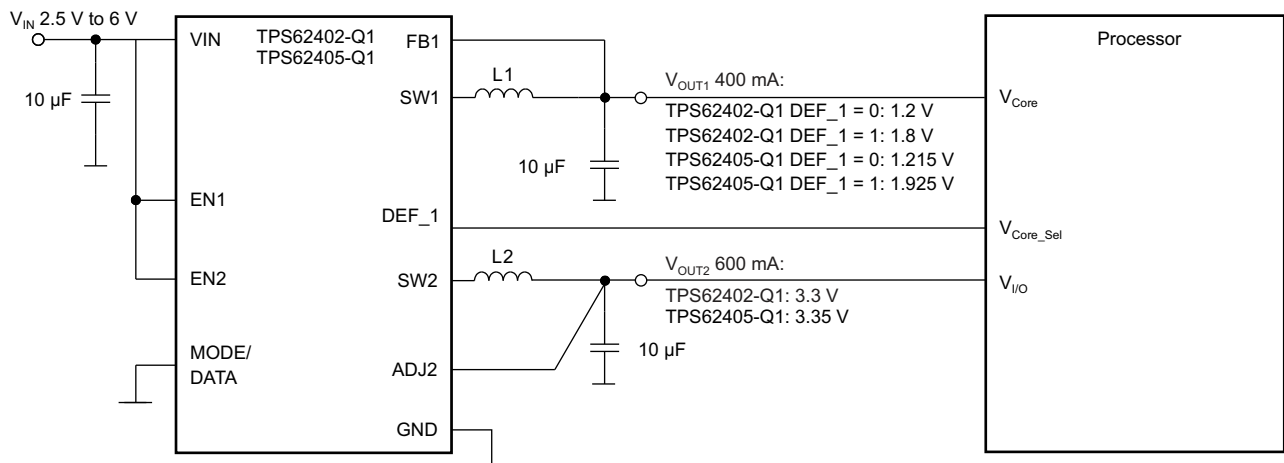 V_IN 2.5 V to 6 V
10 µF
VIN
TPS62402-Q1
TPS62405-Q1
FB1
SW1
EN1
DEF_1
EN2
SW2
MODE/
DATA
ADJ2
GND
L1
10 µF
V_OUT1 400 mA:
TPS62402-Q1 DEF_1 = 0: 1.2 V
TPS62402-Q1 DEF_1 = 1: 1.8 V
TPS62405-Q1 DEF_1 = 0: 1.215 V
TPS62405-Q1 DEF_1 = 1: 1.925 V
L2
V_OUT2 600 mA:
TPS62402-Q1: 3.3 V
TPS62405-Q1: 3.35 V
10 µF
Processor
V_Core
V_Core_Sel
V_I/O